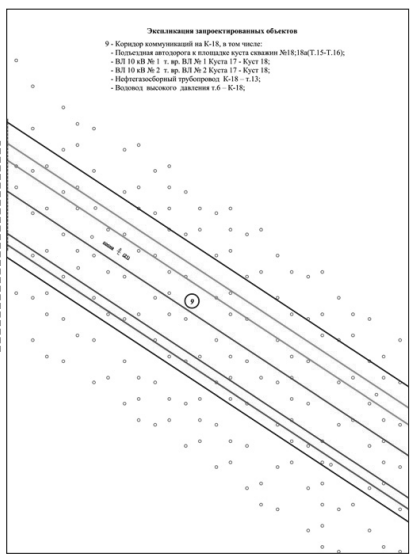 Экспликация запроектированных объектов
9 - Коридор коммуникаций на К-18, в том числе:
- Подъездная автодорога к площадке куста скважин №18;18а(Т.15-Т.16);
- ВЛ 10 кВ № 1 т. вр. ВЛ № 1 Куста 17 - Куст 18;
- ВЛ 10 кВ № 2 т. вр. ВЛ № 2 Куста 17 - Куст 18;
- Нефтегазосборный трубопровод К-18 – т.13;
- Водовод высокого давления т.6 – К-18;
9